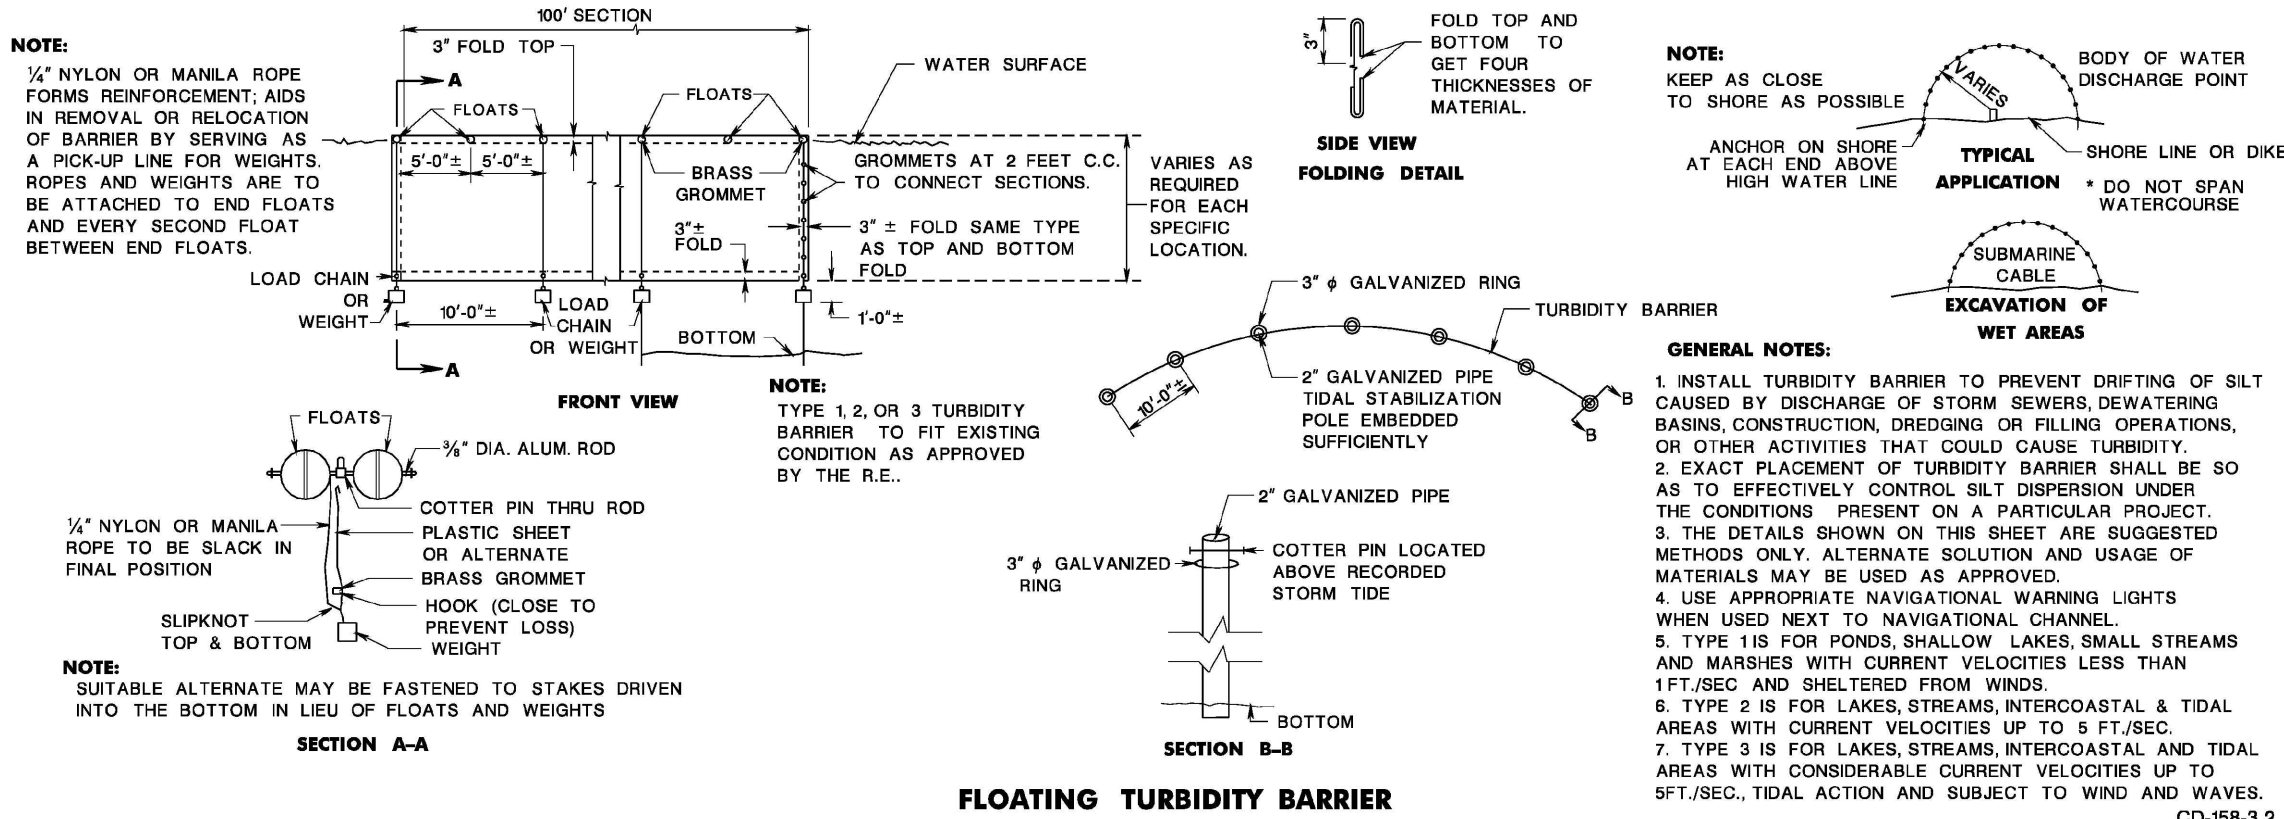 100' SECTION
NOTE:
¼" NYLON OR MANILA ROPE
FORMS REINFORCEMENT; AIDS
IN REMOVAL OR RELOCATION
OF BARRIER BY SERVING AS
A PICK-UP LINE FOR WEIGHTS.
ROPES AND WEIGHTS ARE TO
BE ATTACHED TO END FLOATS
AND EVERY SECOND FLOAT
BETWEEN END FLOATS.
3" FOLD TOP
A
FLOATS
FLOATS
WATER SURFACE
5'-0"±
5'-0"±
BRASS
GROMMET
GROMMETS AT 2 FEET C.C.
TO CONNECT SECTIONS.
VARIES AS
REQUIRED
FOR EACH
SPECIFIC
LOCATION.
3"±
FOLD
3" ± FOLD SAME TYPE
AS TOP AND BOTTOM
FOLD
LOAD CHAIN
OR
WEIGHT
10'-0"±
LOAD
CHAIN
OR WEIGHT
1'-0"±
BOTTOM
A
FRONT VIEW
NOTE:
TYPE 1, 2, OR 3 TURBIDITY
BARRIER TO FIT EXISTING
CONDITION AS APPROVED
BY THE R.E..
3"
FOLD TOP AND
BOTTOM TO
GET FOUR
THICKNESSES OF
MATERIAL.
SIDE VIEW
FOLDING DETAIL
NOTE:
KEEP AS CLOSE
TO SHORE AS POSSIBLE
VARIES
BODY OF WATER
DISCHARGE POINT
ANCHOR ON SHORE
AT EACH END ABOVE
HIGH WATER LINE
TYPICAL
APPLICATION
SHORE LINE OR DIKE
* DO NOT SPAN
WATERCOURSE
SUBMARINE
CABLE
EXCAVATION OF
WET AREAS
3" ϕ GALVANIZED RING
TURBIDITY BARRIER
10'-0"±
2" GALVANIZED PIPE
TIDAL STABILIZATION
POLE EMBEDDED
SUFFICIENTLY
B
B
FLOATS
⅜" DIA. ALUM. ROD
COTTER PIN THRU ROD
¼" NYLON OR MANILA
ROPE TO BE SLACK IN
FINAL POSITION
PLASTIC SHEET
OR ALTERNATE
BRASS GROMMET
HOOK (CLOSE TO
PREVENT LOSS)
SLIPKNOT
TOP & BOTTOM
WEIGHT
NOTE:
SUITABLE ALTERNATE MAY BE FASTENED TO STAKES DRIVEN
INTO THE BOTTOM IN LIEU OF FLOATS AND WEIGHTS
SECTION A–A
2" GALVANIZED PIPE
3" ϕ GALVANIZED
RING
COTTER PIN LOCATED
ABOVE RECORDED
STORM TIDE
BOTTOM
SECTION B–B
GENERAL NOTES:
1. INSTALL TURBIDITY BARRIER TO PREVENT DRIFTING OF SILT
CAUSED BY DISCHARGE OF STORM SEWERS, DEWATERING
BASINS, CONSTRUCTION, DREDGING OR FILLING OPERATIONS,
OR OTHER ACTIVITIES THAT COULD CAUSE TURBIDITY.
2. EXACT PLACEMENT OF TURBIDITY BARRIER SHALL BE SO
AS TO EFFECTIVELY CONTROL SILT DISPERSION UNDER
THE CONDITIONS PRESENT ON A PARTICULAR PROJECT.
3. THE DETAILS SHOWN ON THIS SHEET ARE SUGGESTED
METHODS ONLY. ALTERNATE SOLUTION AND USAGE OF
MATERIALS MAY BE USED AS APPROVED.
4. USE APPROPRIATE NAVIGATIONAL WARNING LIGHTS
WHEN USED NEXT TO NAVIGATIONAL CHANNEL.
5. TYPE 1 IS FOR PONDS, SHALLOW LAKES, SMALL STREAMS
AND MARSHES WITH CURRENT VELOCITIES LESS THAN
1 FT./SEC AND SHELTERED FROM WINDS.
6. TYPE 2 IS FOR LAKES, STREAMS, INTERCOASTAL & TIDAL
AREAS WITH CURRENT VELOCITIES UP TO 5 FT./SEC.
7. TYPE 3 IS FOR LAKES, STREAMS, INTERCOASTAL AND TIDAL
AREAS WITH CONSIDERABLE CURRENT VELOCITIES UP TO
5FT./SEC., TIDAL ACTION AND SUBJECT TO WIND AND WAVES.
FLOATING TURBIDITY BARRIER
CD-158-3.2